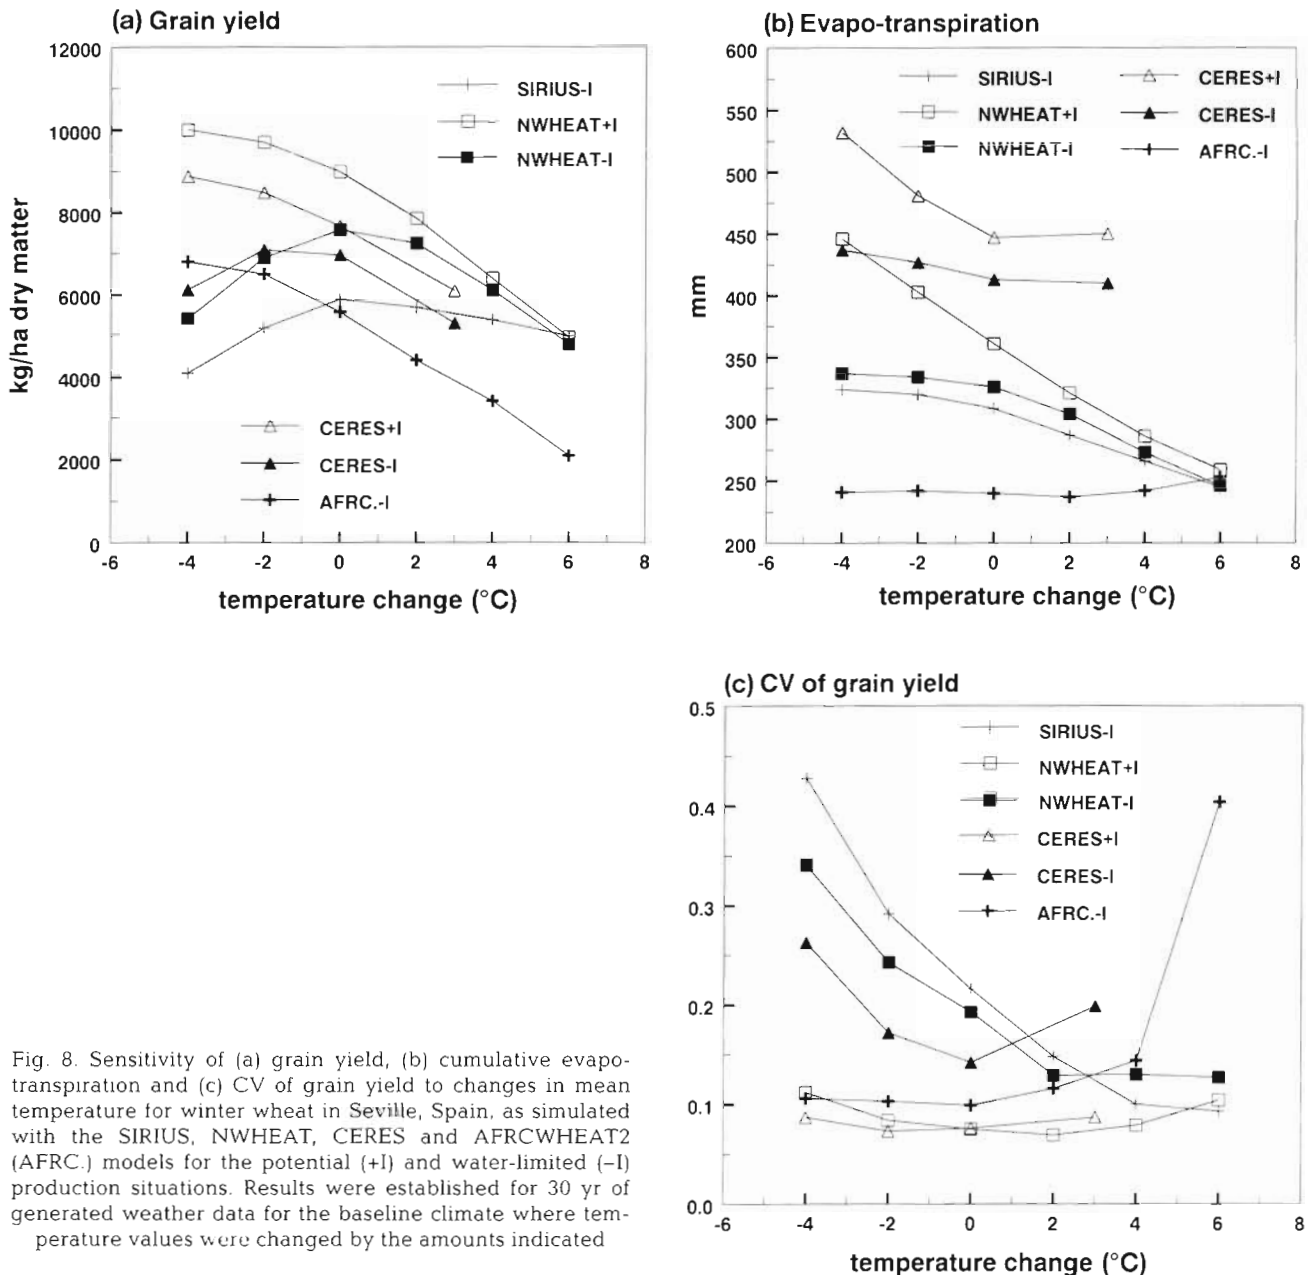 (a) Grain yield
12000
10000
8000
6000
4000
2000
0
kg/ha dry matter
SIRIUS-I
NWHEAT+I
NWHEAT-I
CERES+I
CERES-I
AFRC.-I
-6 -4 -2 0 2 4 6 8
temperature change (°C)
(b) Evapo-transpiration
600
550
500
450
400
350
300
250
200
mm
SIRIUS-I
NWHEAT+I
NWHEAT-I
CERES+I
CERES-I
AFRC.-I
-6 -4 -2 0 2 4 6 8
temperature change (°C)
(c) CV of grain yield
0.5
0.4
0.3
0.2
0.1
0.0
SIRIUS-I
NWHEAT+I
NWHEAT-I
CERES+I
CERES-I
AFRC.-I
-6 -4 -2 0 2 4 6 8
temperature change (°C)
Fig. 8. Sensitivity of (a) grain yield, (b) cumulative evapo-
transpiration and (c) CV of grain yield to changes in mean
temperature for winter wheat in Seville, Spain, as simulated
with the SIRIUS, NWHEAT, CERES and AFRCWHEAT2
(AFRC.) models for the potential (+I) and water-limited (–I)
production situations. Results were established for 30 yr of
generated weather data for the baseline climate where tem-
perature values were changed by the amounts indicated